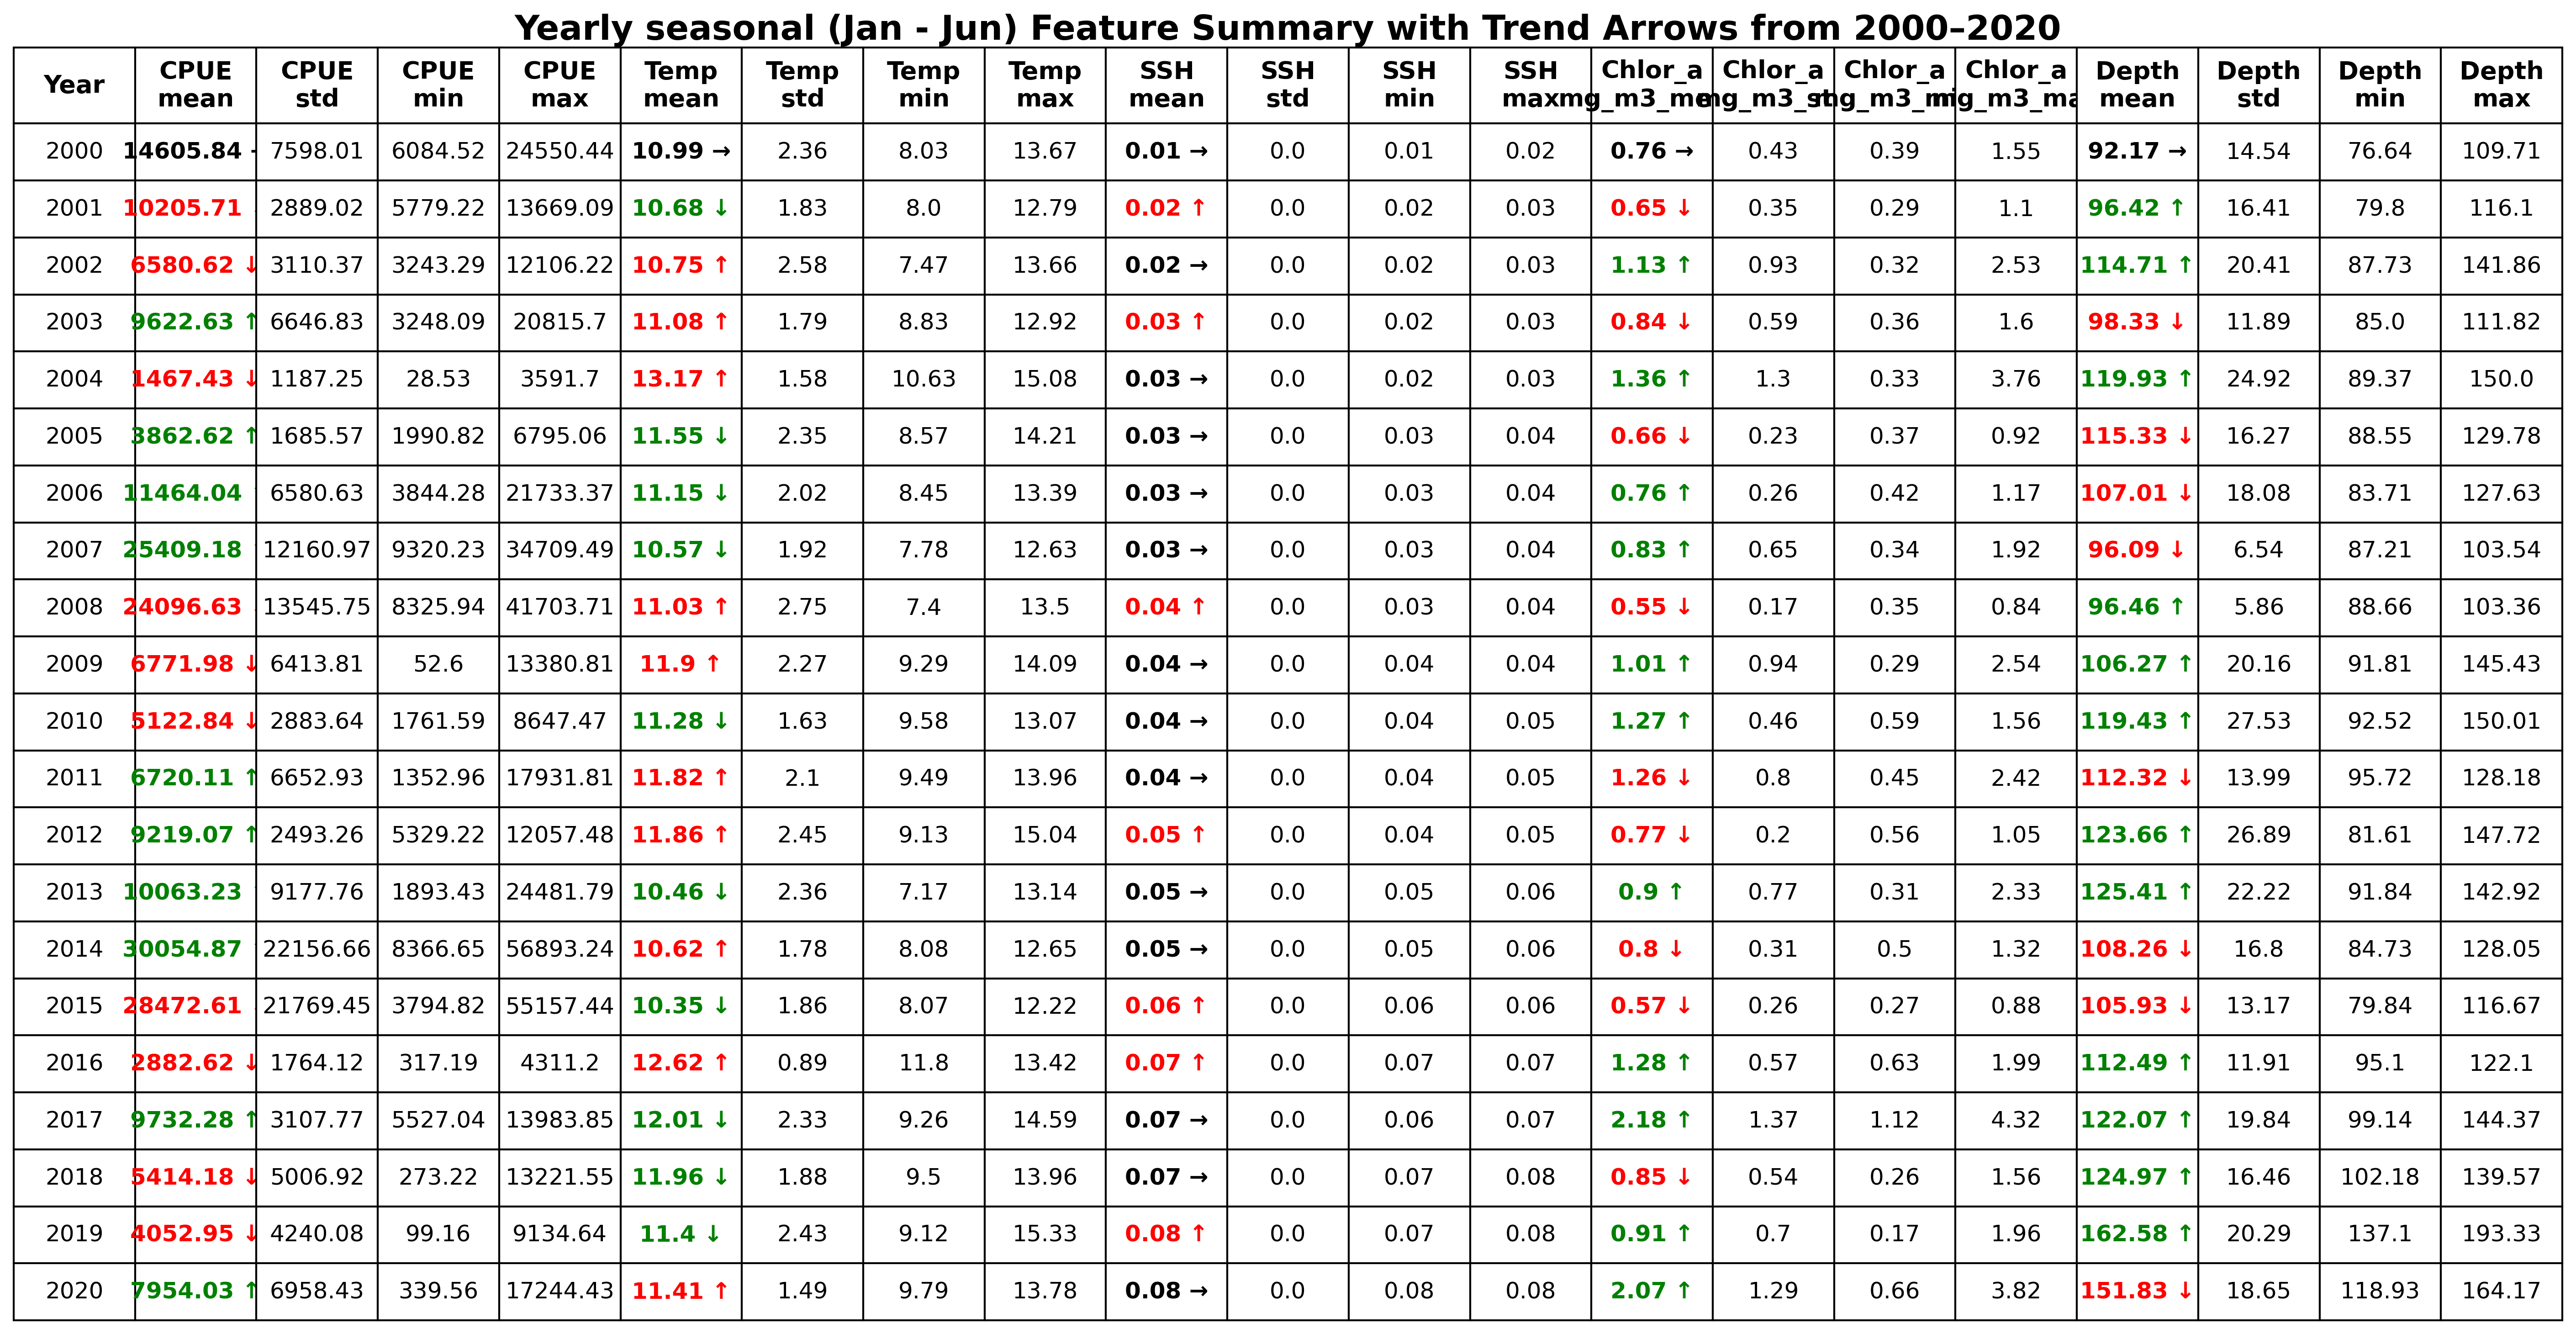 Yearly seasonal (Jan - Jun) Feature Summary with Trend Arrows from 2000–2020
Year CPUE mean CPUE std CPUE min CPUE max Temp mean Temp std Temp min Temp max SSH mean SSH std SSH min SSH max Chlor_a Chlor_a Chlor_a Chlor_a Depth mean Depth std Depth min Depth max
2000 14605.84 7598.01 6084.52 24550.44 10.99 → 2.36 8.03 13.67 0.01 → 0.0 0.01 0.02 0.76 → 0.43 0.39 1.55 92.17 → 14.54 76.64 109.71
2001 10205.71 2889.02 5779.22 13669.09 10.68 ↓ 1.83 8.0 12.79 0.02 ↑ 0.0 0.02 0.03 0.65 ↓ 0.35 0.29 1.1 96.42 ↑ 16.41 79.8 116.1
2002 6580.62 ↓ 3110.37 3243.29 12106.22 10.75 ↑ 2.58 7.47 13.66 0.02 → 0.0 0.02 0.03 1.13 ↑ 0.93 0.32 2.53 114.71 ↑ 20.41 87.73 141.86
2003 9622.63 ↑ 6646.83 3248.09 20815.7 11.08 ↑ 1.79 8.83 12.92 0.03 ↑ 0.0 0.02 0.03 0.84 ↓ 0.59 0.36 1.6 98.33 ↓ 11.89 85.0 111.82
2004 1467.43 ↓ 1187.25 28.53 3591.7 13.17 ↑ 1.58 10.63 15.08 0.03 → 0.0 0.02 0.03 1.36 ↑ 1.3 0.33 3.76 119.93 ↑ 24.92 89.37 150.0
2005 3862.62 ↑ 1685.57 1990.82 6795.06 11.55 ↓ 2.35 8.57 14.21 0.03 → 0.0 0.03 0.04 0.66 ↓ 0.23 0.37 0.92 115.33 ↓ 16.27 88.55 129.78
2006 11464.04 6580.63 3844.28 21733.37 11.15 ↓ 2.02 8.45 13.39 0.03 → 0.0 0.03 0.04 0.76 ↑ 0.26 0.42 1.17 107.01 ↓ 18.08 83.71 127.63
2007 25409.18 12160.97 9320.23 34709.49 10.57 ↓ 1.92 7.78 12.63 0.03 → 0.0 0.03 0.04 0.83 ↑ 0.65 0.34 1.92 96.09 ↓ 6.54 87.21 103.54
2008 24096.63 13545.75 8325.94 41703.71 11.03 ↑ 2.75 7.4 13.5 0.04 ↑ 0.0 0.03 0.04 0.55 ↓ 0.17 0.35 0.84 96.46 ↑ 5.86 88.66 103.36
2009 6771.98 ↓ 6413.81 52.6 13380.81 11.9 ↑ 2.27 9.29 14.09 0.04 → 0.0 0.04 0.04 1.01 ↑ 0.94 0.29 2.54 106.27 ↑ 20.16 91.81 145.43
2010 5122.84 ↓ 2883.64 1761.59 8647.47 11.28 ↓ 1.63 9.58 13.07 0.04 → 0.0 0.04 0.05 1.27 ↑ 0.46 0.59 1.56 119.43 ↑ 27.53 92.52 150.01
2011 6720.11 ↑ 6652.93 1352.96 17931.81 11.82 ↑ 2.1 9.49 13.96 0.04 → 0.0 0.04 0.05 1.26 ↓ 0.8 0.45 2.42 112.32 ↓ 13.99 95.72 128.18
2012 9219.07 ↑ 2493.26 5329.22 12057.48 11.86 ↑ 2.45 9.13 15.04 0.05 ↑ 0.0 0.04 0.05 0.77 ↓ 0.2 0.56 1.05 123.66 ↑ 26.89 81.61 147.72
2013 10063.23 9177.76 1893.43 24481.79 10.46 ↓ 2.36 7.17 13.14 0.05 → 0.0 0.05 0.06 0.9 ↑ 0.77 0.31 2.33 125.41 ↑ 22.22 91.84 142.92
2014 30054.87 22156.66 8366.65 56893.24 10.62 ↑ 1.78 8.08 12.65 0.05 → 0.0 0.05 0.06 0.8 ↓ 0.31 0.5 1.32 108.26 ↓ 16.8 84.73 128.05
2015 28472.61 21769.45 3794.82 55157.44 10.35 ↓ 1.86 8.07 12.22 0.06 ↑ 0.0 0.06 0.06 0.57 ↓ 0.26 0.27 0.88 105.93 ↓ 13.17 79.84 116.67
2016 2882.62 ↓ 1764.12 317.19 4311.2 12.62 ↑ 0.89 11.8 13.42 0.07 ↑ 0.0 0.07 0.07 1.28 ↑ 0.57 0.63 1.99 112.49 ↑ 11.91 95.1 122.1
2017 9732.28 ↑ 3107.77 5527.04 13983.85 12.01 ↓ 2.33 9.26 14.59 0.07 → 0.0 0.06 0.07 2.18 ↑ 1.37 1.12 4.32 122.07 ↑ 19.84 99.14 144.37
2018 5414.18 ↓ 5006.92 273.22 13221.55 11.96 ↓ 1.88 9.5 13.96 0.07 → 0.0 0.07 0.08 0.85 ↓ 0.54 0.26 1.56 124.97 ↑ 16.46 102.18 139.57
2019 4052.95 ↓ 4240.08 99.16 9134.64 11.4 ↓ 2.43 9.12 15.33 0.08 ↑ 0.0 0.07 0.08 0.91 ↑ 0.7 0.17 1.96 162.58 ↑ 20.29 137.1 193.33
2020 7954.03 ↑ 6958.43 339.56 17244.43 11.41 ↑ 1.49 9.79 13.78 0.08 → 0.0 0.08 0.08 2.07 ↑ 1.29 0.66 3.82 151.83 ↓ 18.65 118.93 164.17